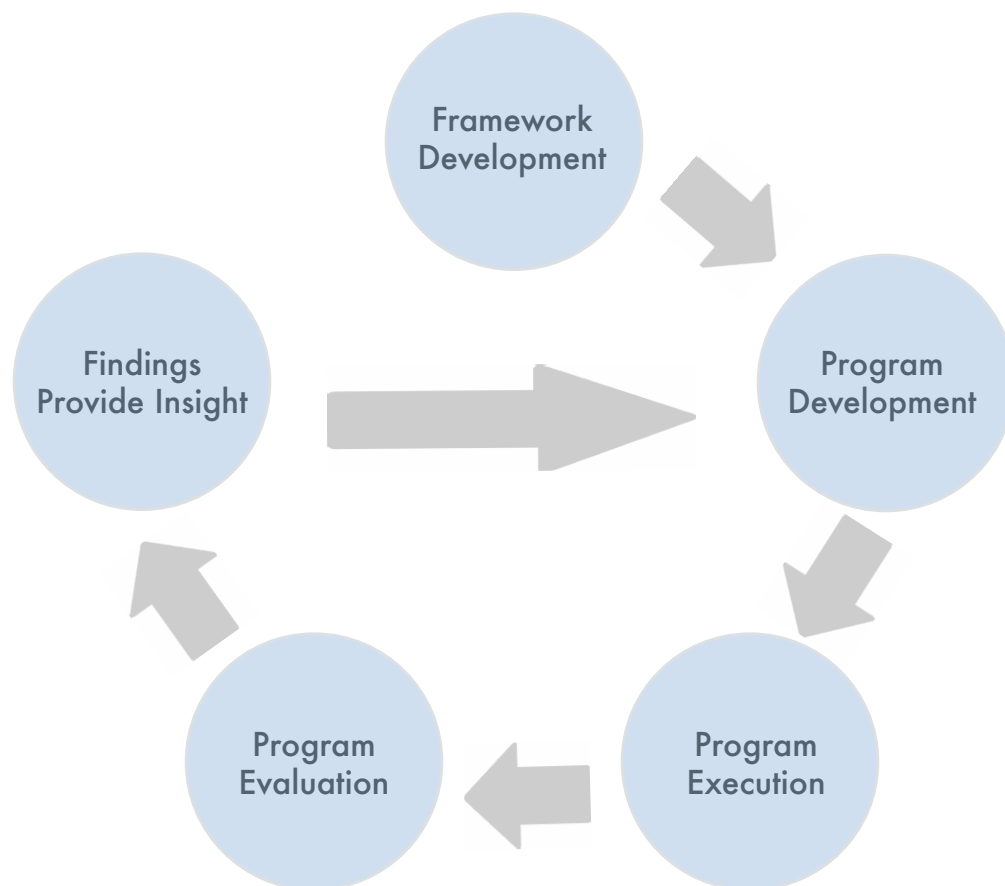 Framework
Development
Findings
Provide Insight
Program
Development
Program
Evaluation
Program
Execution